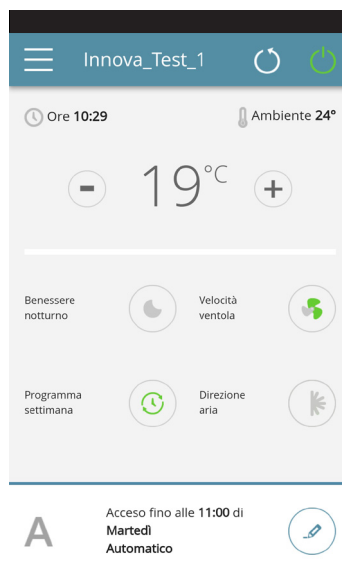 Innova_Test_1
Ore 10:29
Ambiente 24°
- 19°C +
Benessere
notturno
Velocità
ventola
Programma
settimana
Direzione
aria
A
Acceso fino alle 11:00 di
Martedì
Automatico